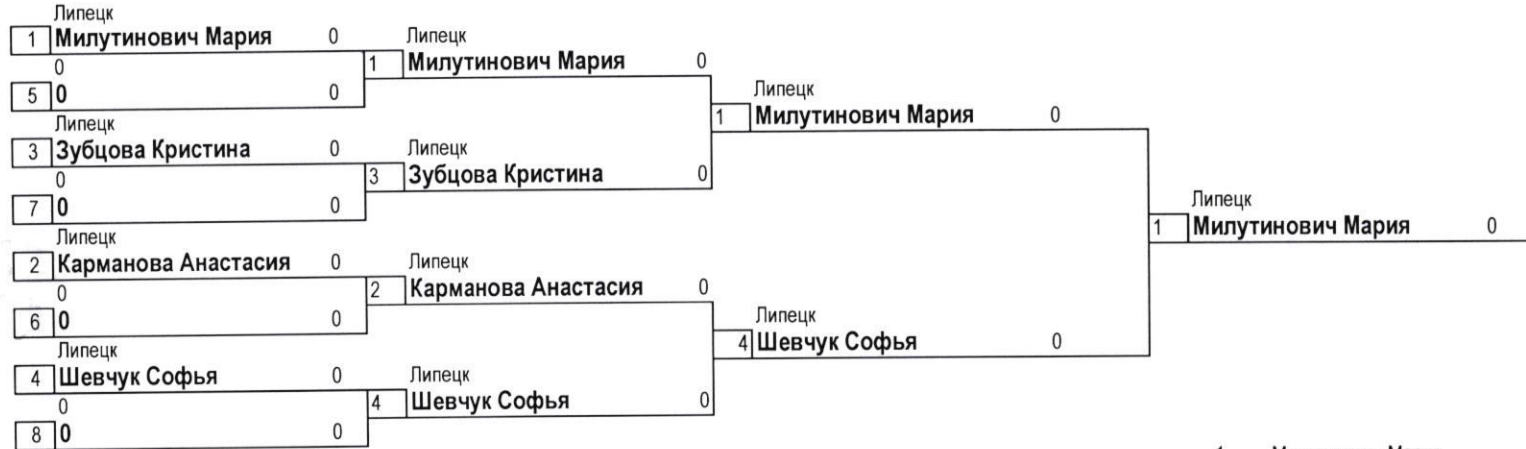 Липецк
1 Милутинович Мария 0
0
5 0 0
Липецк
3 Зубцова Кристина 0
0
7 0 0
Липецк
2 Карманова Анастасия 0
0
6 0 0
Липецк
4 Шевчук Софья 0
0
8 0 0
Липецк
1 Милутинович Мария 0
Липецк
3 Зубцова Кристина 0
Липецк
2 Карманова Анастасия 0
Липецк
4 Шевчук Софья 0
Липецк
1 Милутинович Мария 0
Липецк
4 Шевчук Софья 0
Липецк
1 Милутинович Мария 0